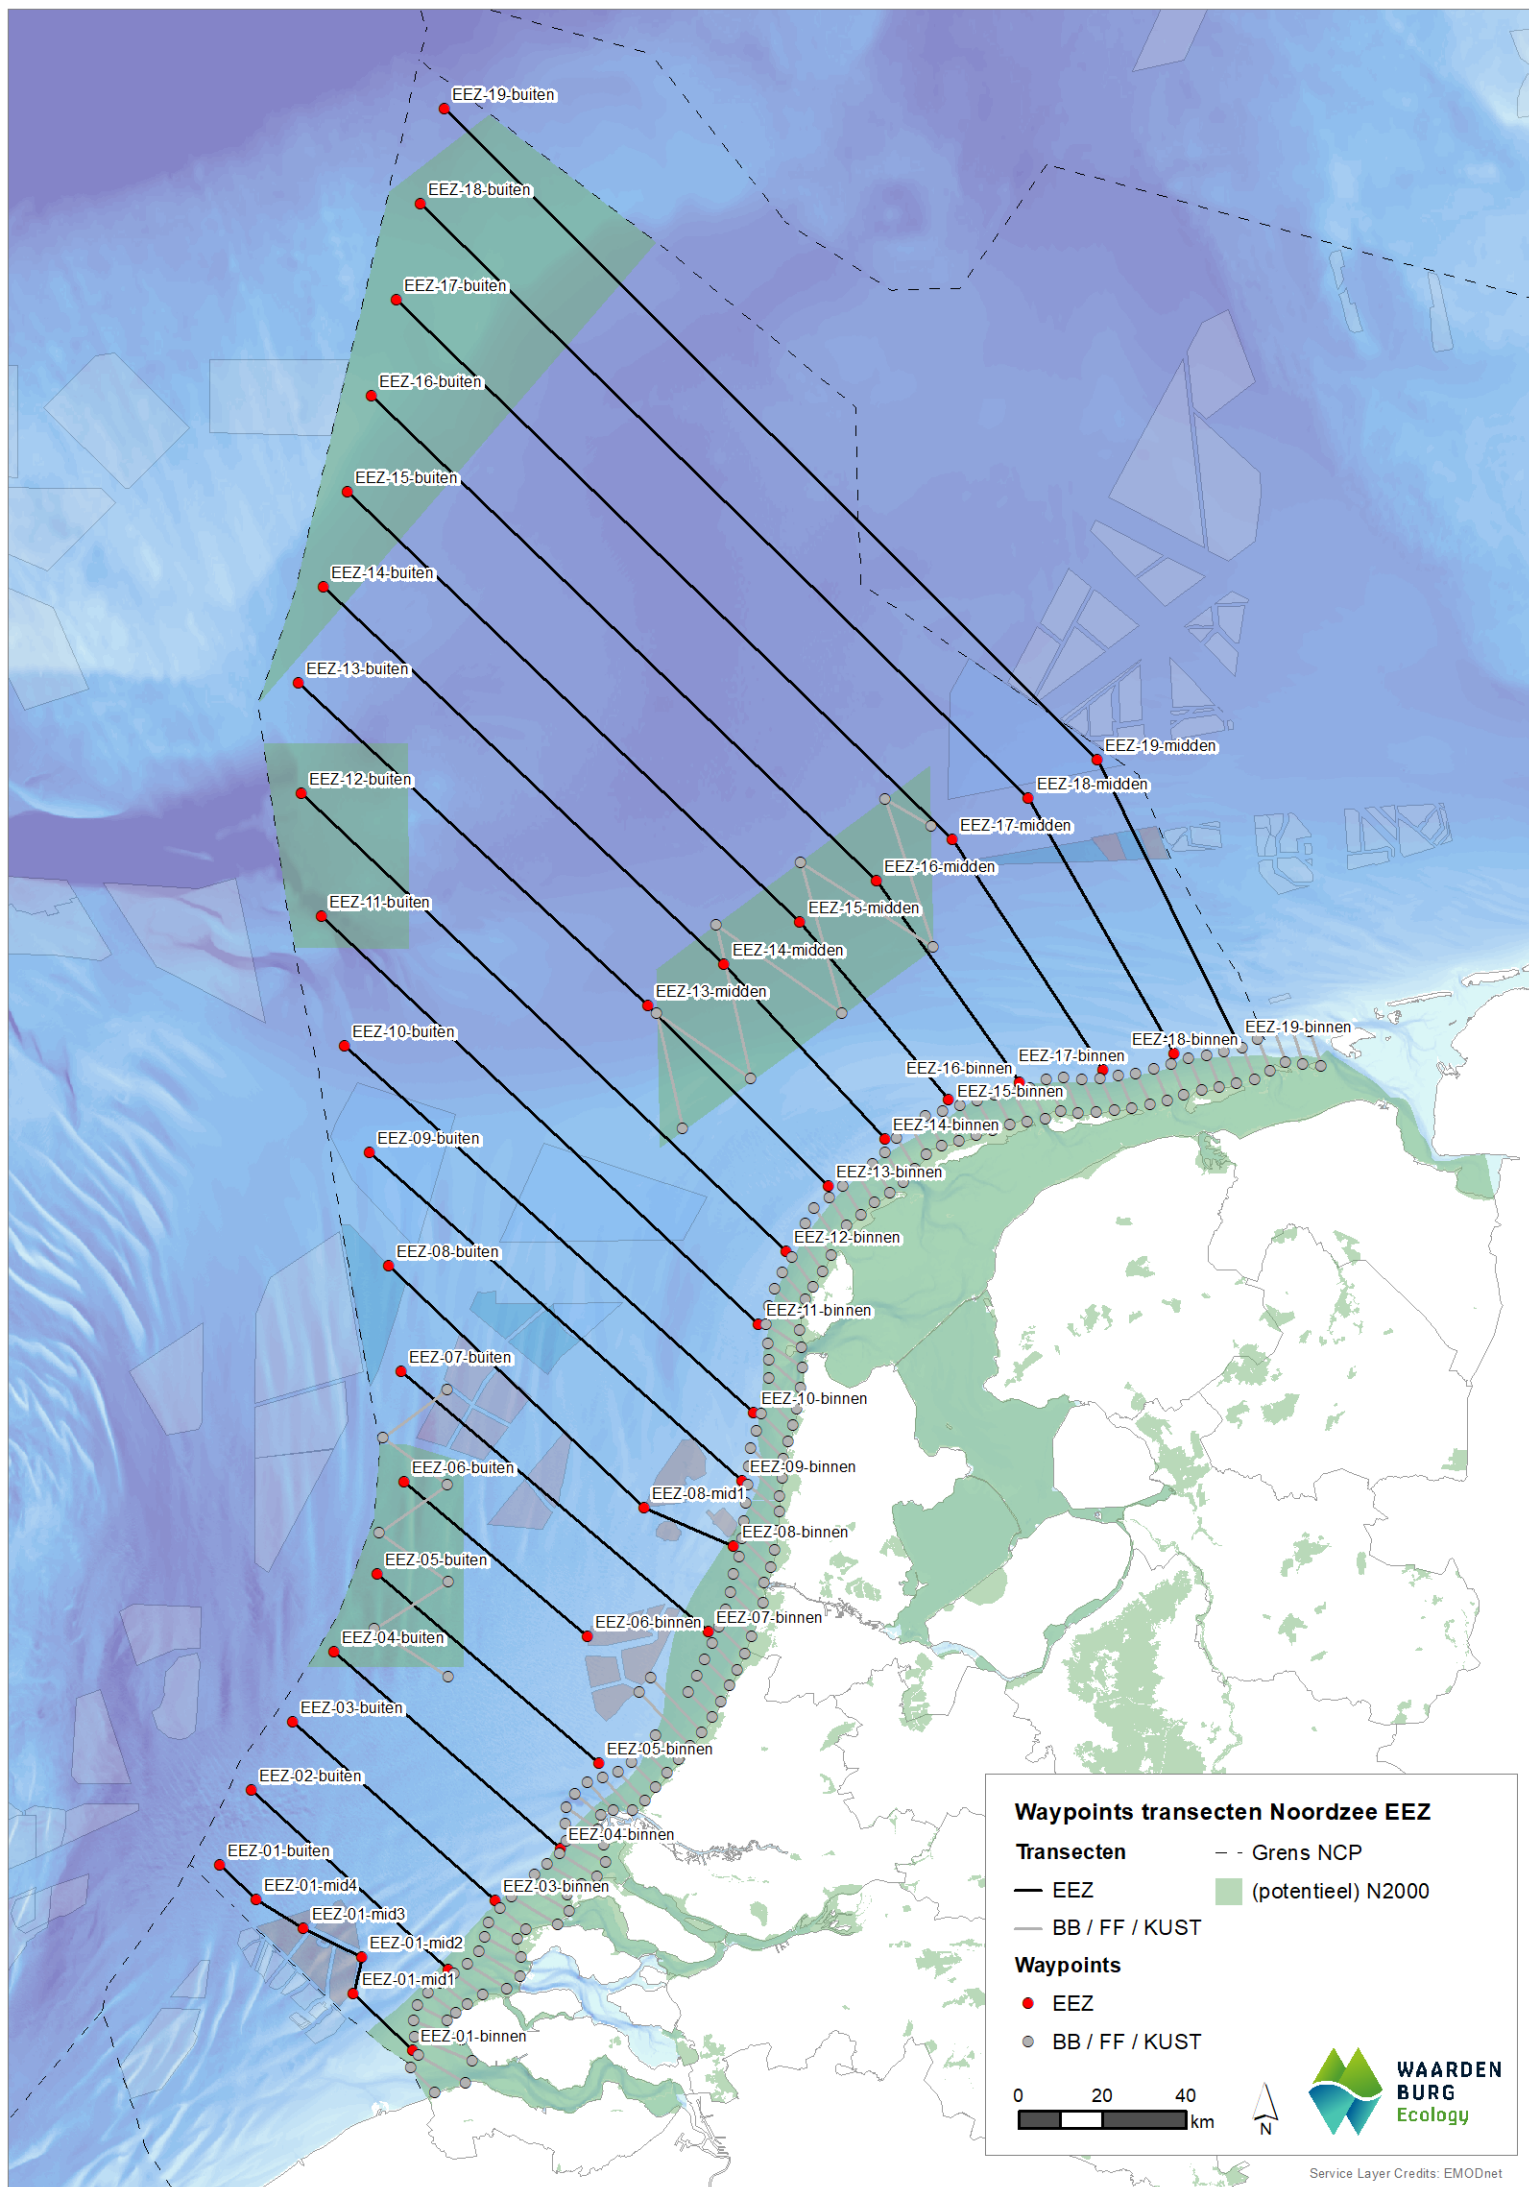 EEZ-19-buiten
EEZ-18-buiten
EEZ-17-buiten
EEZ-16-buiten
EEZ-15-buiten
EEZ-14-buiten
EEZ-13-buiten
EEZ-19-midden
EEZ-12-buiten
EEZ-18-midden
EEZ-17-midden
EEZ-16-midden
EEZ-11-buiten
EEZ-15-midden
EEZ-14-midden
EEZ-13-midden
EEZ-10-buiten
EEZ-19-binnen
EEZ-18-binnen
EEZ-17-binnen
EEZ-16-binnen
EEZ-15-binnen
EEZ-14-binnen
EEZ-09-buiten
EEZ-13-binnen
EEZ-12-binnen
EEZ-08-buiten
EEZ-11-binnen
EEZ-07-buiten
EEZ-10-binnen
EEZ-06-buiten
EEZ-09-binnen
EEZ-08-mid1
EEZ-08-binnen
EEZ-05-buiten
EEZ-07-binnen
EEZ-06-binnen
EEZ-04-buiten
EEZ-03-buiten
EEZ-05-binnen
EEZ-02-buiten
EEZ-04-binnen
EEZ-01-buiten
EEZ-01-mid4
EEZ-03-binnen
EEZ-01-mid3
EEZ-01-mid2
EEZ-01-mid1
EEZ-01-binnen
Waypoints transecten Noordzee EEZ
Transecten
Grens NCP
EEZ
(potentieel) N2000
BB / FF / KUST
Waypoints
EEZ
BB / FF / KUST
0 20 40
km
N
WAARDEN
BURG
Ecology
Service Layer Credits: EMODnet